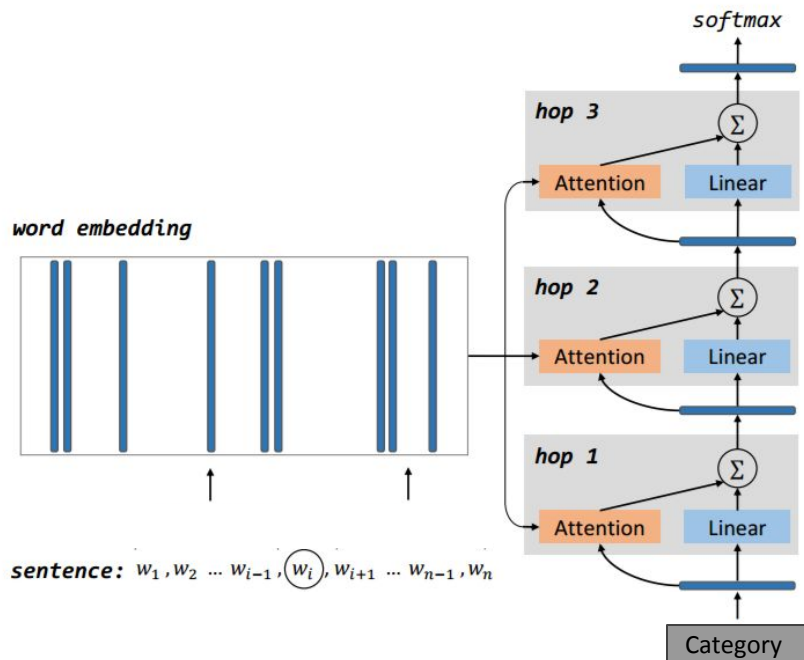 softmax
hop 3
Σ
Attention
Linear
word embedding
hop 2
Σ
Attention
Linear
hop 1
Σ
Attention
Linear
sentence: w₁ , w₂ … wᵢ₋₁ , wᵢ , wᵢ₊₁ … wₙ₋₁ , wₙ
Category